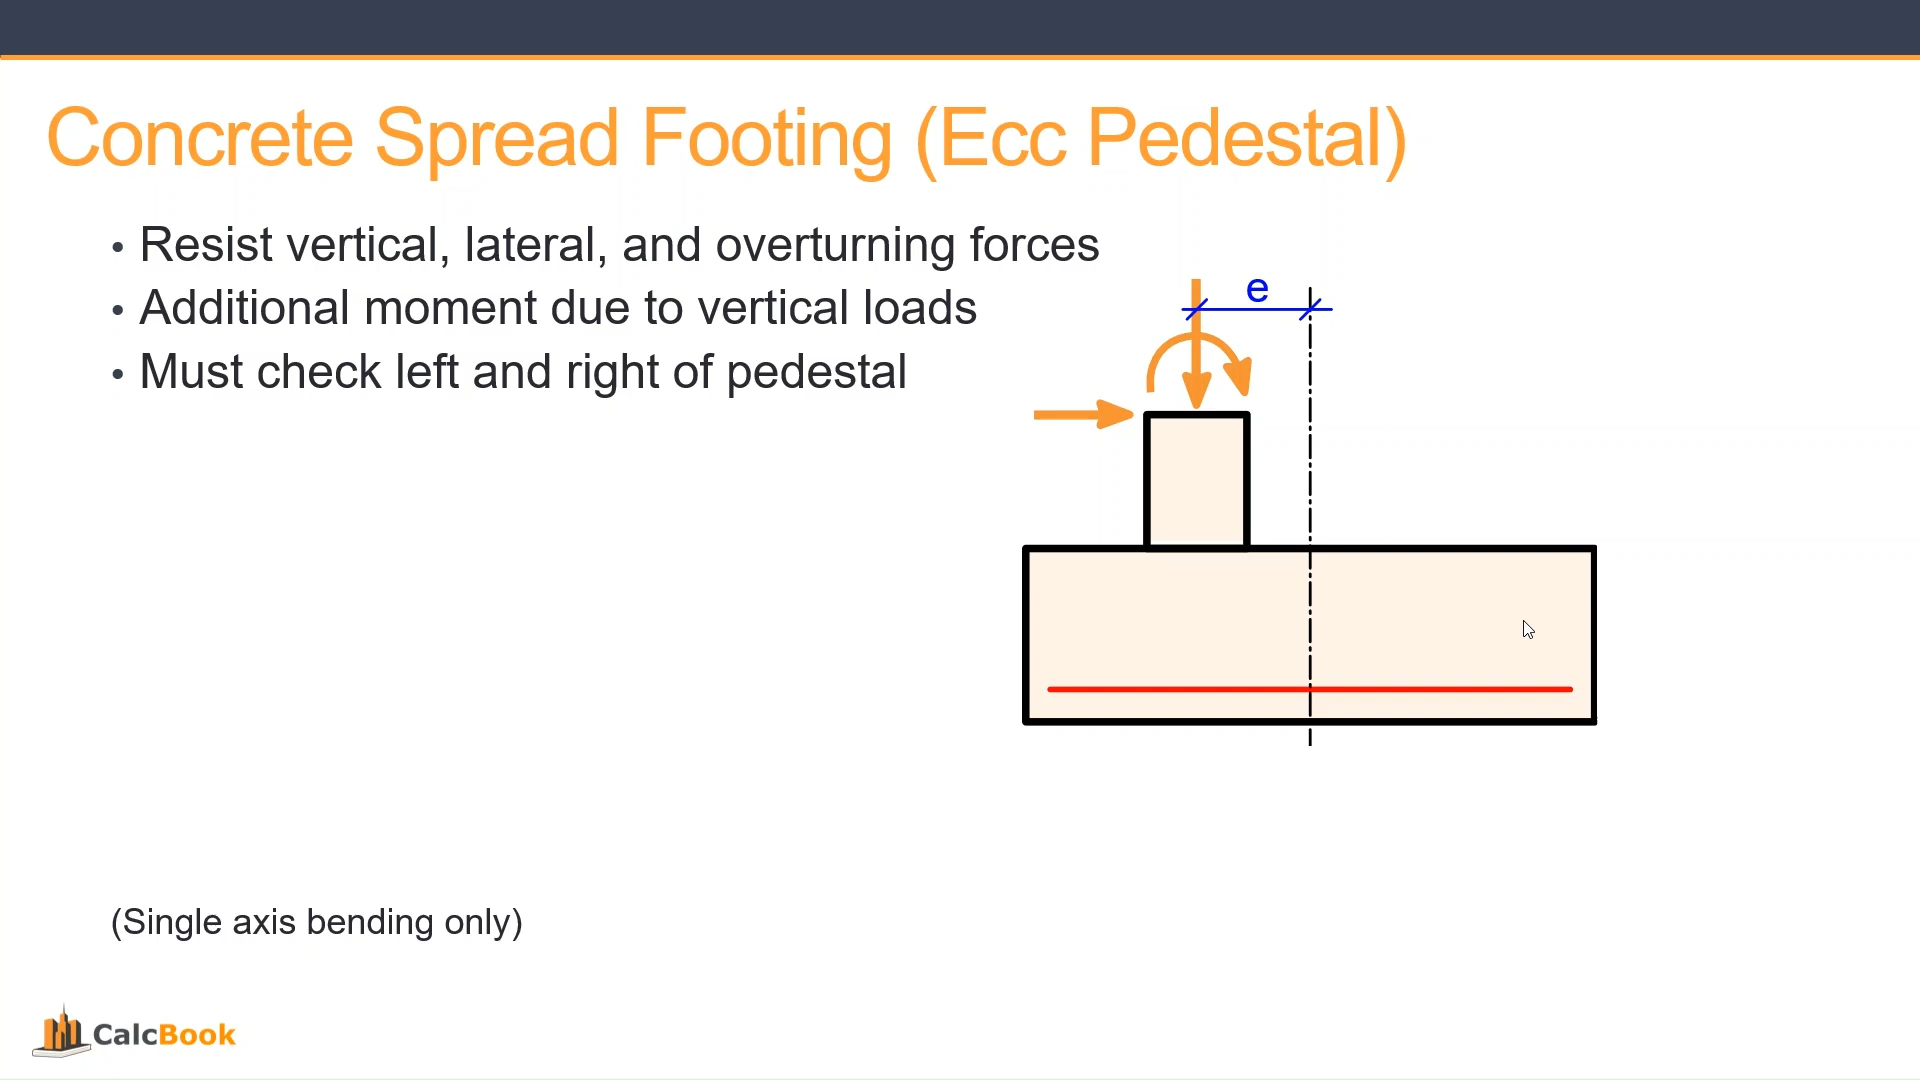 Concrete Spread Footing (Ecc Pedestal)
• Resist vertical, lateral, and overturning forces
• Additional moment due to vertical loads
• Must check left and right of pedestal
e
(Single axis bending only)
CalcBook